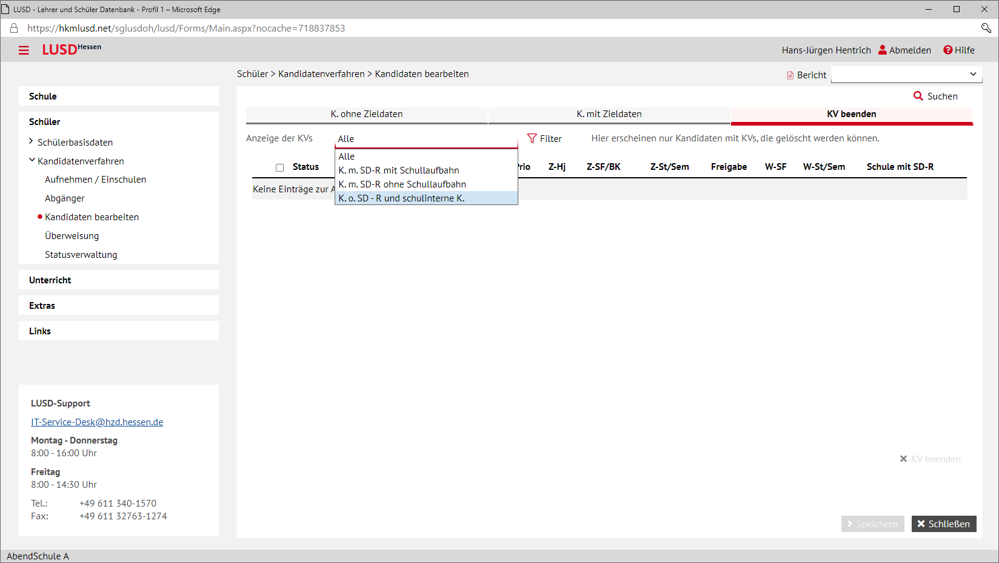 LUSD - Lehrer und Schüler Datenbank - Profil 1 – Microsoft Edge
https://hkmlusd.net/sglusdoh/lusd/Forms/Main.aspx?nocache=718837853
LUSD Hessen
Hans-Jürgen Hentrich Abmelden Hilfe
Schüler > Kandidatenverfahren > Kandidaten bearbeiten
Bericht
Suchen
Schule
Schüler
Schülerbasisdaten
Kandidatenverfahren
Aufnehmen / Einschulen
Abgänger
Kandidaten bearbeiten
Überweisung
Statusverwaltung
Unterricht
Extras
Links
LUSD-Support
IT-Service-Desk@hzd.hessen.de
Montag - Donnerstag
8:00 - 16:00 Uhr
Freitag
8:00 - 14:30 Uhr
Tel.: +49 611 340-1570
Fax: +49 611 32763-1274
K. ohne Zieldaten K. mit Zieldaten KV beenden
Anzeige der KVs Alle Filter Hier erscheinen nur Kandidaten mit KVs, die gelöscht werden können.
Alle
K. m. SD-R mit Schullaufbahn
K. m. SD-R ohne Schullaufbahn
K. o. SD - R und schulinterne K.
Status Prio Z-Hj Z-SF/BK Z-St/Sem Freigabe W-SF W-St/Sem Schule mit SD-R
Keine Einträge zur A
KV beenden
Speichern Schließen
AbendSchule A